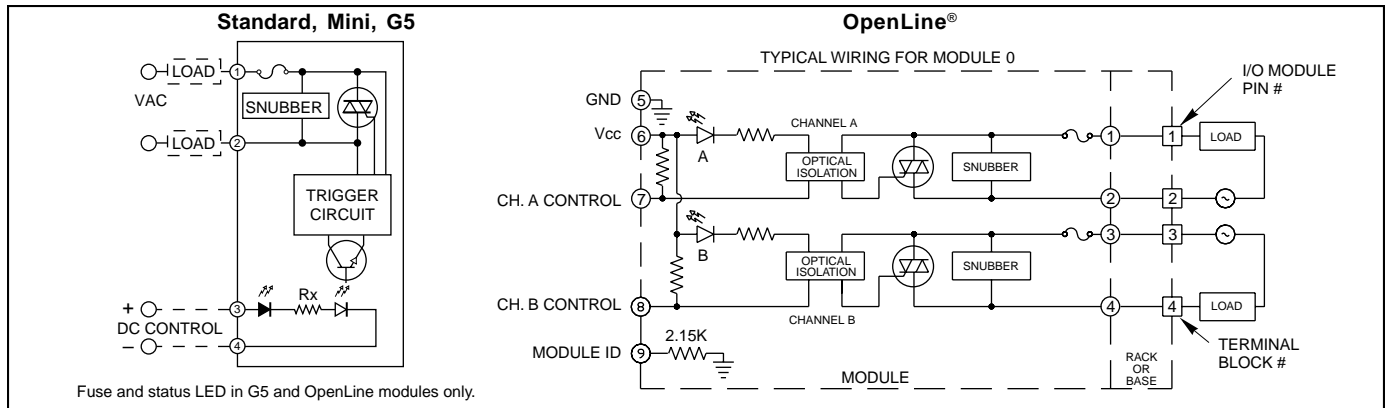 Standard, Mini, G5
LOAD
1
VAC
SNUBBER
LOAD
2
TRIGGER
CIRCUIT
Rx
+
3
DC CONTROL
–
4
Fuse and status LED in G5 and OpenLine modules only.
OpenLine®
TYPICAL WIRING FOR MODULE 0
I/O MODULE
PIN #
GND
5
Vcc
6
A
CHANNEL A
OPTICAL
ISOLATION
SNUBBER
1
1
LOAD
CH. A CONTROL
7
2
2
~
B
OPTICAL
ISOLATION
SNUBBER
3
3
~
CH. B CONTROL
8
CHANNEL B
4
4
LOAD
MODULE ID
9
2.15K
MODULE
RACK
OR
BASE
TERMINAL
BLOCK #